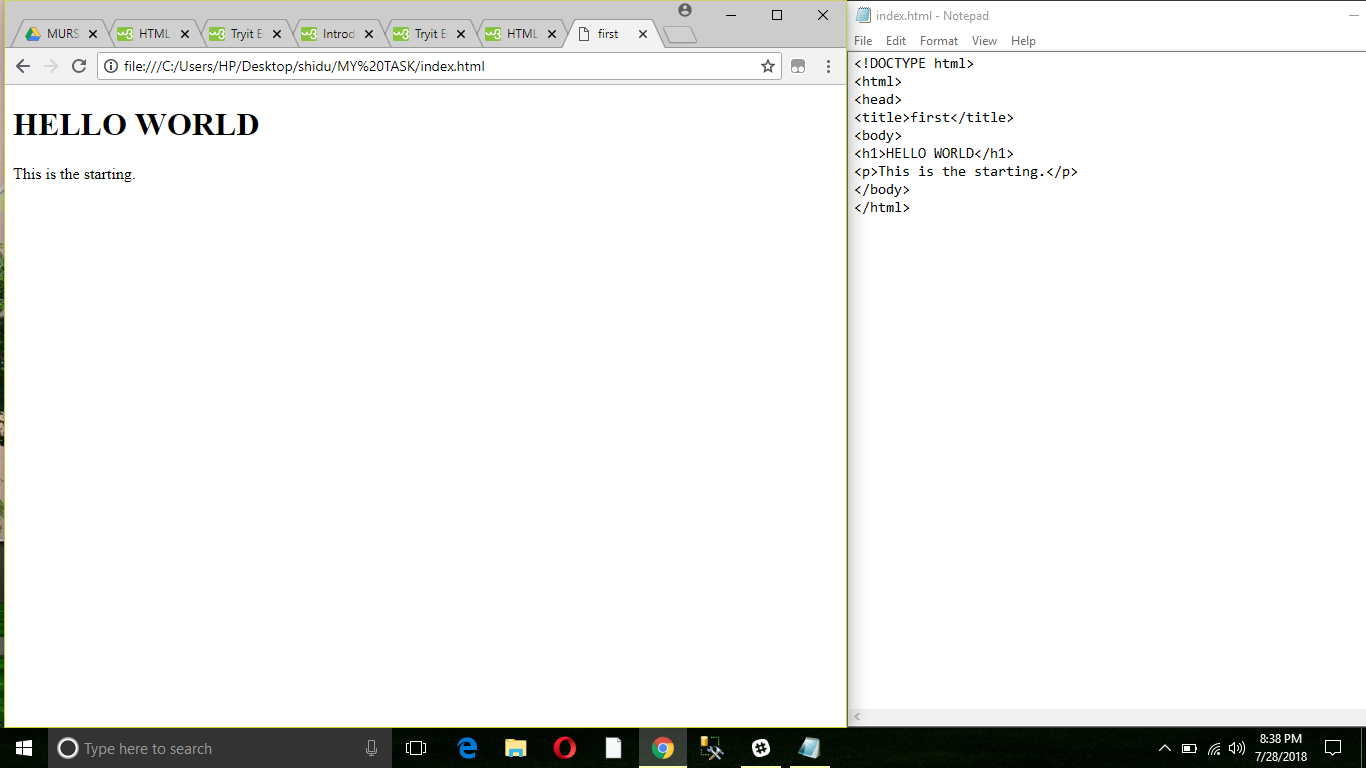 MURS HTML Tryit E Introd Tryit E HTML first
file:///C:/Users/HP/Desktop/shidu/MY%20TASK/index.html
HELLO WORLD
This is the starting.
index.html - Notepad
File Edit Format View Help
<!DOCTYPE html>
<html>
<head>
<title>first</title>
<body>
<h1>HELLO WORLD</h1>
<p>This is the starting.</p>
</body>
</html>
Type here to search
8:38 PM
7/28/2018